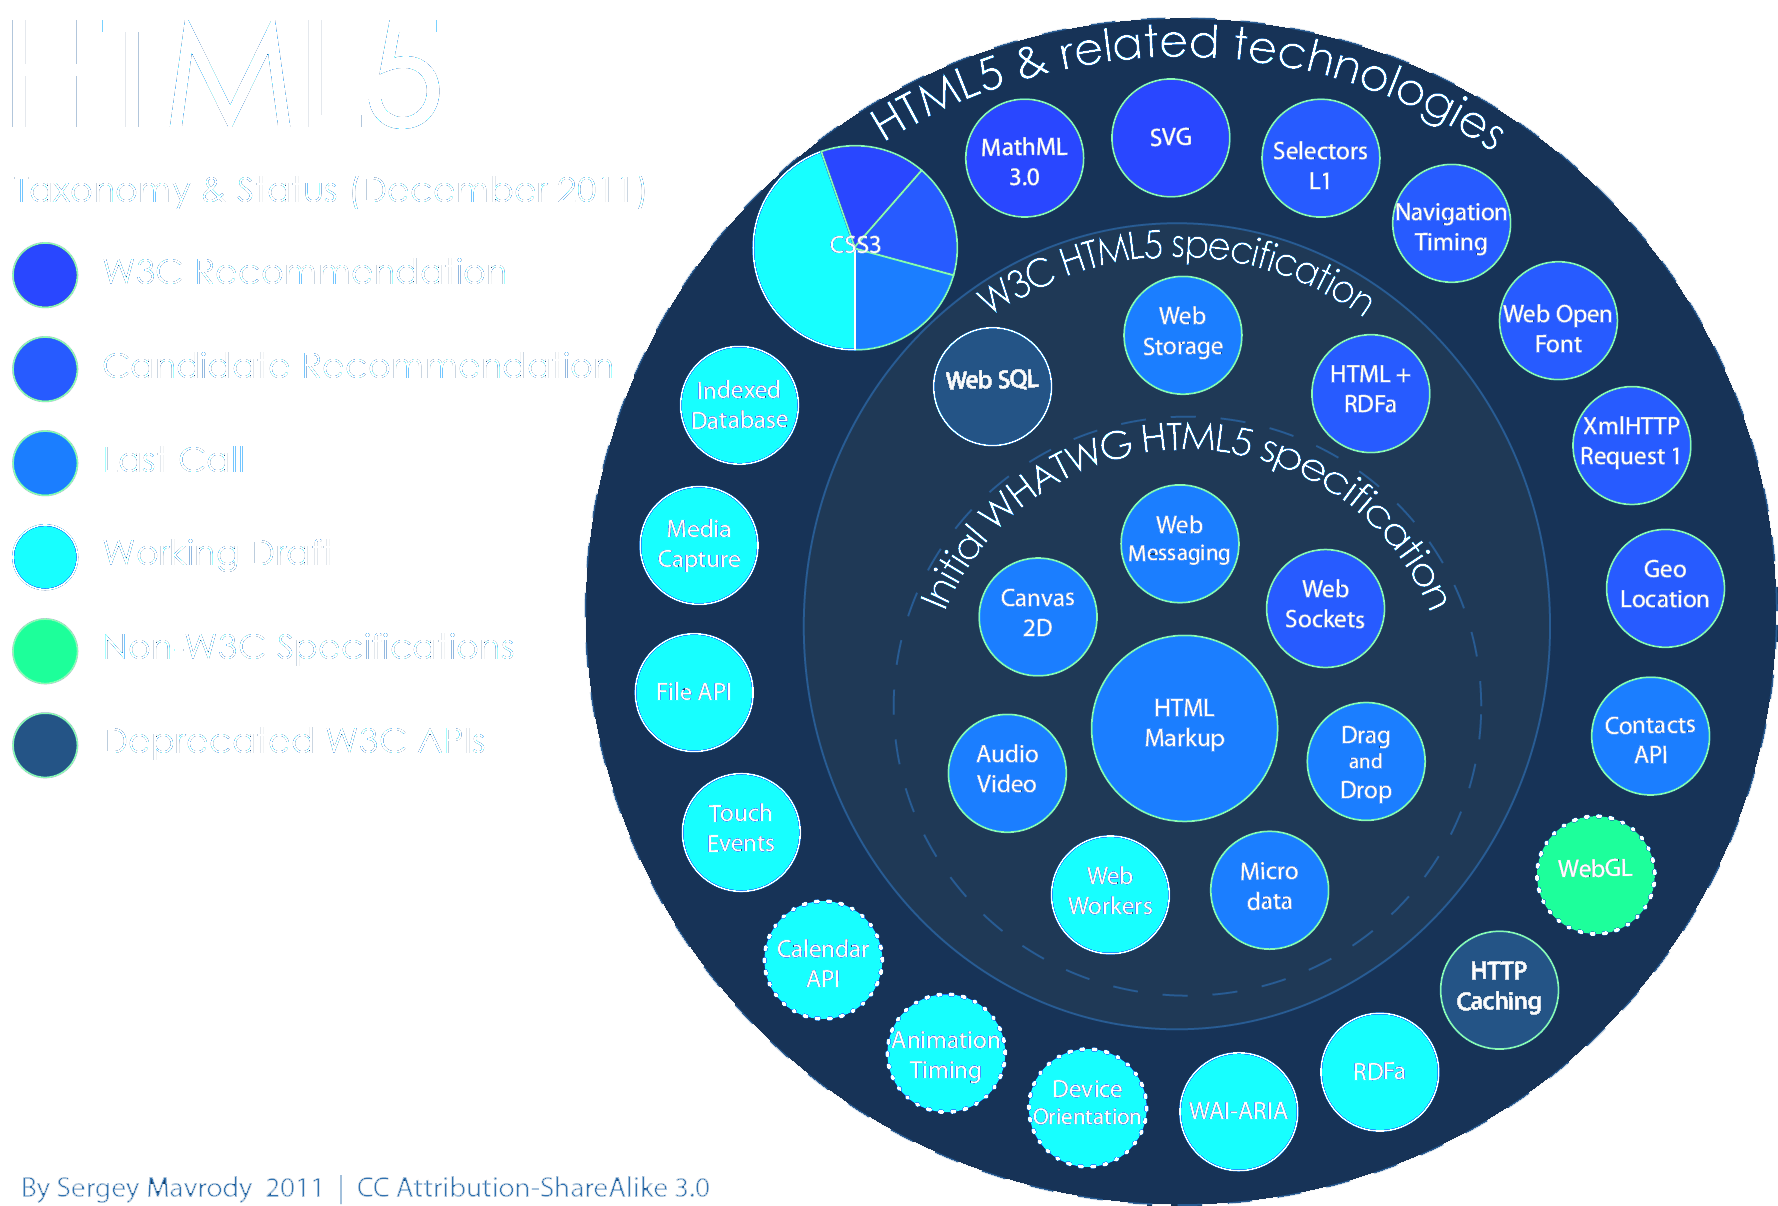 HTML5
Taxonomy & Status (December 2011)
W3C Recommendation
Candidate Recommendation
Last Call
Working Draft
Non-W3C Specifications
Deprecated W3C APIs
HTML5 & related technologies
CSS3
MathML
3.0
SVG
Selectors
L1
Navigation
Timing
Web Open
Font
XmlHTTP
Request 1
Geo
Location
Contacts
API
WebGL
HTTP
Caching
RDFa
WAI-ARIA
Device
Orientation
Animation
Timing
Calendar
API
Touch
Events
File API
Media
Capture
Indexed
Database
W3C HTML5 specification
Web SQL
Web
Storage
HTML +
RDFa
Initial WHATWG HTML5 specification
Web
Messaging
Canvas
2D
Web
Sockets
HTML
Markup
Audio
Video
Drag
and
Drop
Web
Workers
Micro
data
By Sergey Mavrody 2011 | CC Attribution-ShareAlike 3.0